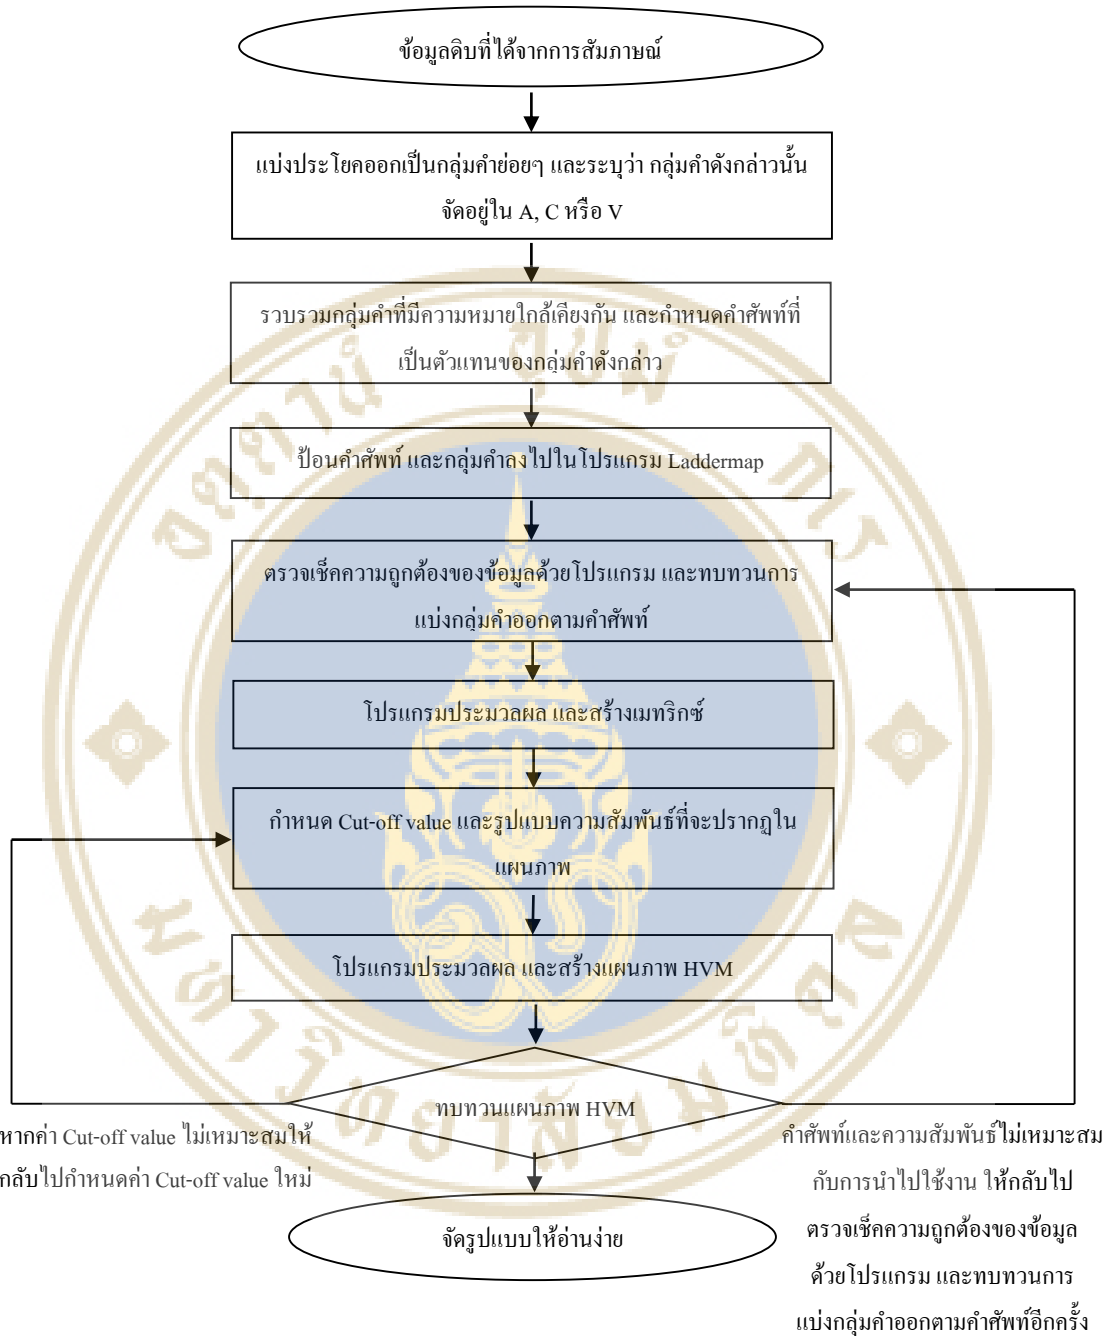 ข้อมูลดิบที่ได้จากการสัมภาษณ์
แบ่งประโยคออกเป็นกลุ่มคำย่อยๆ และระบุว่า กลุ่มคำดังกล่าวนั้น
จัดอยู่ใน A, C หรือ V
รวบรวมกลุ่มคำที่มีความหมายใกล้เคียงกัน และกำหนดคำศัพท์ที่
เป็นตัวแทนของกลุ่มคำดังกล่าว
ป้อนคำศัพท์ และกลุ่มคำลงไปในโปรแกรม Laddermap
ตรวจเช็คความถูกต้องของข้อมูลด้วยโปรแกรม และทบทวนการ
แบ่งกลุ่มคำออกตามคำศัพท์
โปรแกรมประมวลผล และสร้างเมทริกซ์
กำหนด Cut-off value และรูปแบบความสัมพันธ์ที่จะปรากฏใน
แผนภาพ
โปรแกรมประมวลผล และสร้างแผนภาพ HVM
ทบทวนแผนภาพ HVM
หากค่า Cut-off value ไม่เหมาะสมให้
กลับไปกำหนดค่า Cut-off value ใหม่
คำศัพท์และความสัมพันธ์ไม่เหมาะสม
กับการนำไปใช้งาน ให้กลับไป
ตรวจเช็คความถูกต้องของข้อมูล
ด้วยโปรแกรม และทบทวนการ
แบ่งกลุ่มคำออกตามคำศัพท์อีกครั้ง
จัดรูปแบบให้อ่านง่าย
อตฺตานํ อุปมํ กเร
มหาวิทยาลัยมหิดล